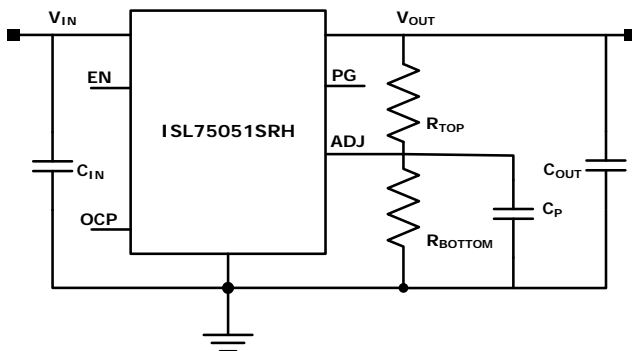 VIN
VOUT
EN
PG
ISL75051SRH
RTOP
ADJ
CIN
COUT
CP
OCP
RBOTTOM